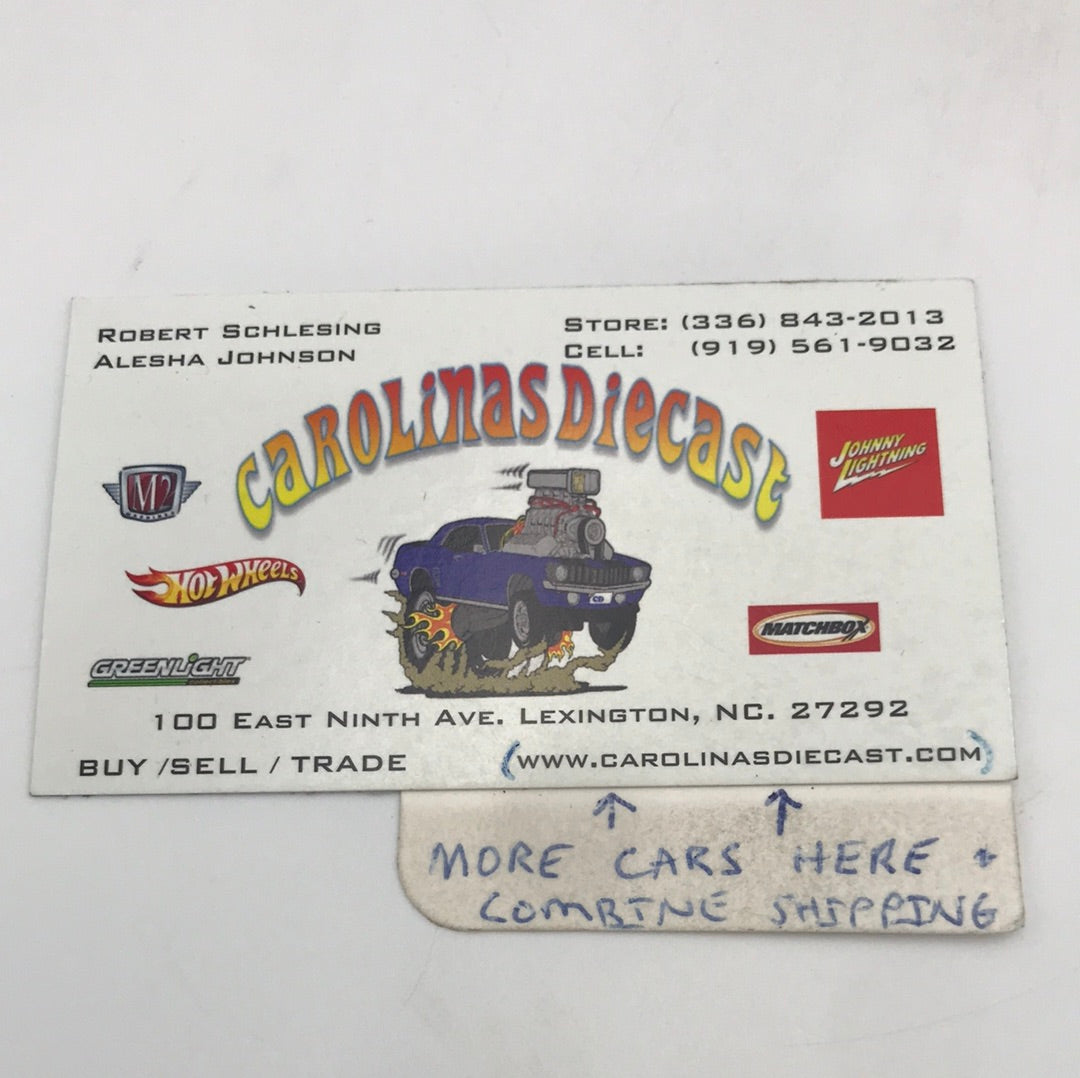 ROBERT SCHLESING
ALESHA JOHNSON
STORE: (336) 843-2013
CELL: (919) 561-9032
CAROLINAS DIECAST
M2
JOHNNY
LIGHTNING
HOT WHEELS
MATCHBOX
GREENLIGHT
CD
100 EAST NINTH AVE. LEXINGTON, NC. 27292
BUY /SELL / TRADE
(WWW.CAROLINASDIECAST.COM)
↑ ↑
MORE CARS HERE +
COMBINE SHIPPING